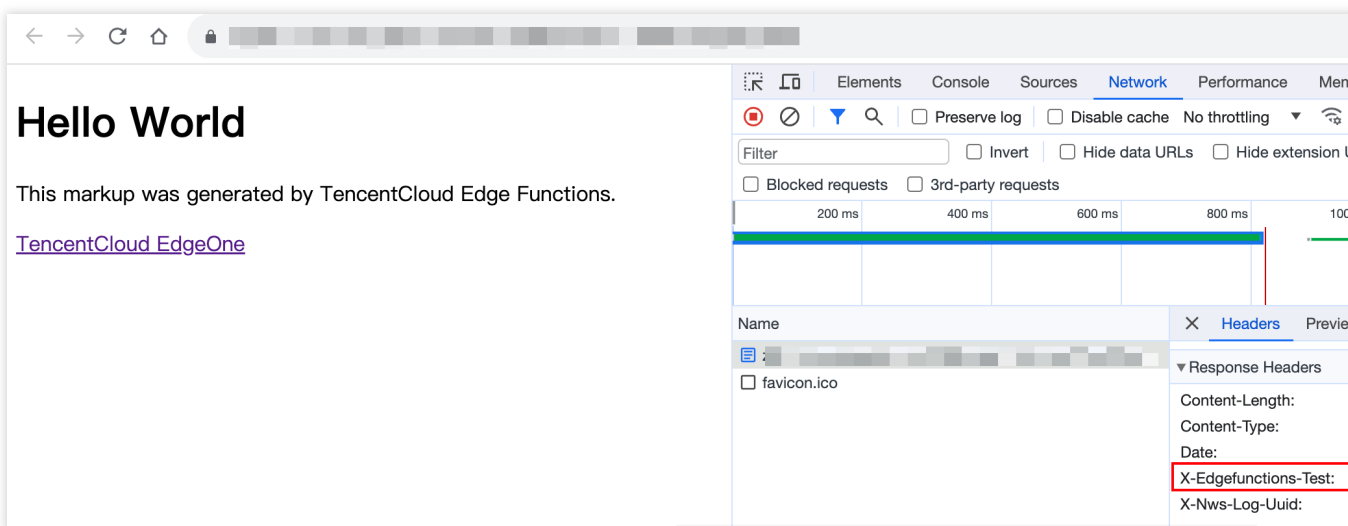 Hello World
This markup was generated by TencentCloud Edge Functions.
TencentCloud EdgeOne
Elements Console Sources Network Performance
Preserve log Disable cache No throttling
Filter Invert Hide data URLs Hide extension
Blocked requests 3rd-party requests
200 ms 400 ms 600 ms 800 ms
Name
favicon.ico
Headers
Response Headers
Content-Length:
Content-Type:
Date:
X-Edgefunctions-Test:
X-Nws-Log-Uuid: